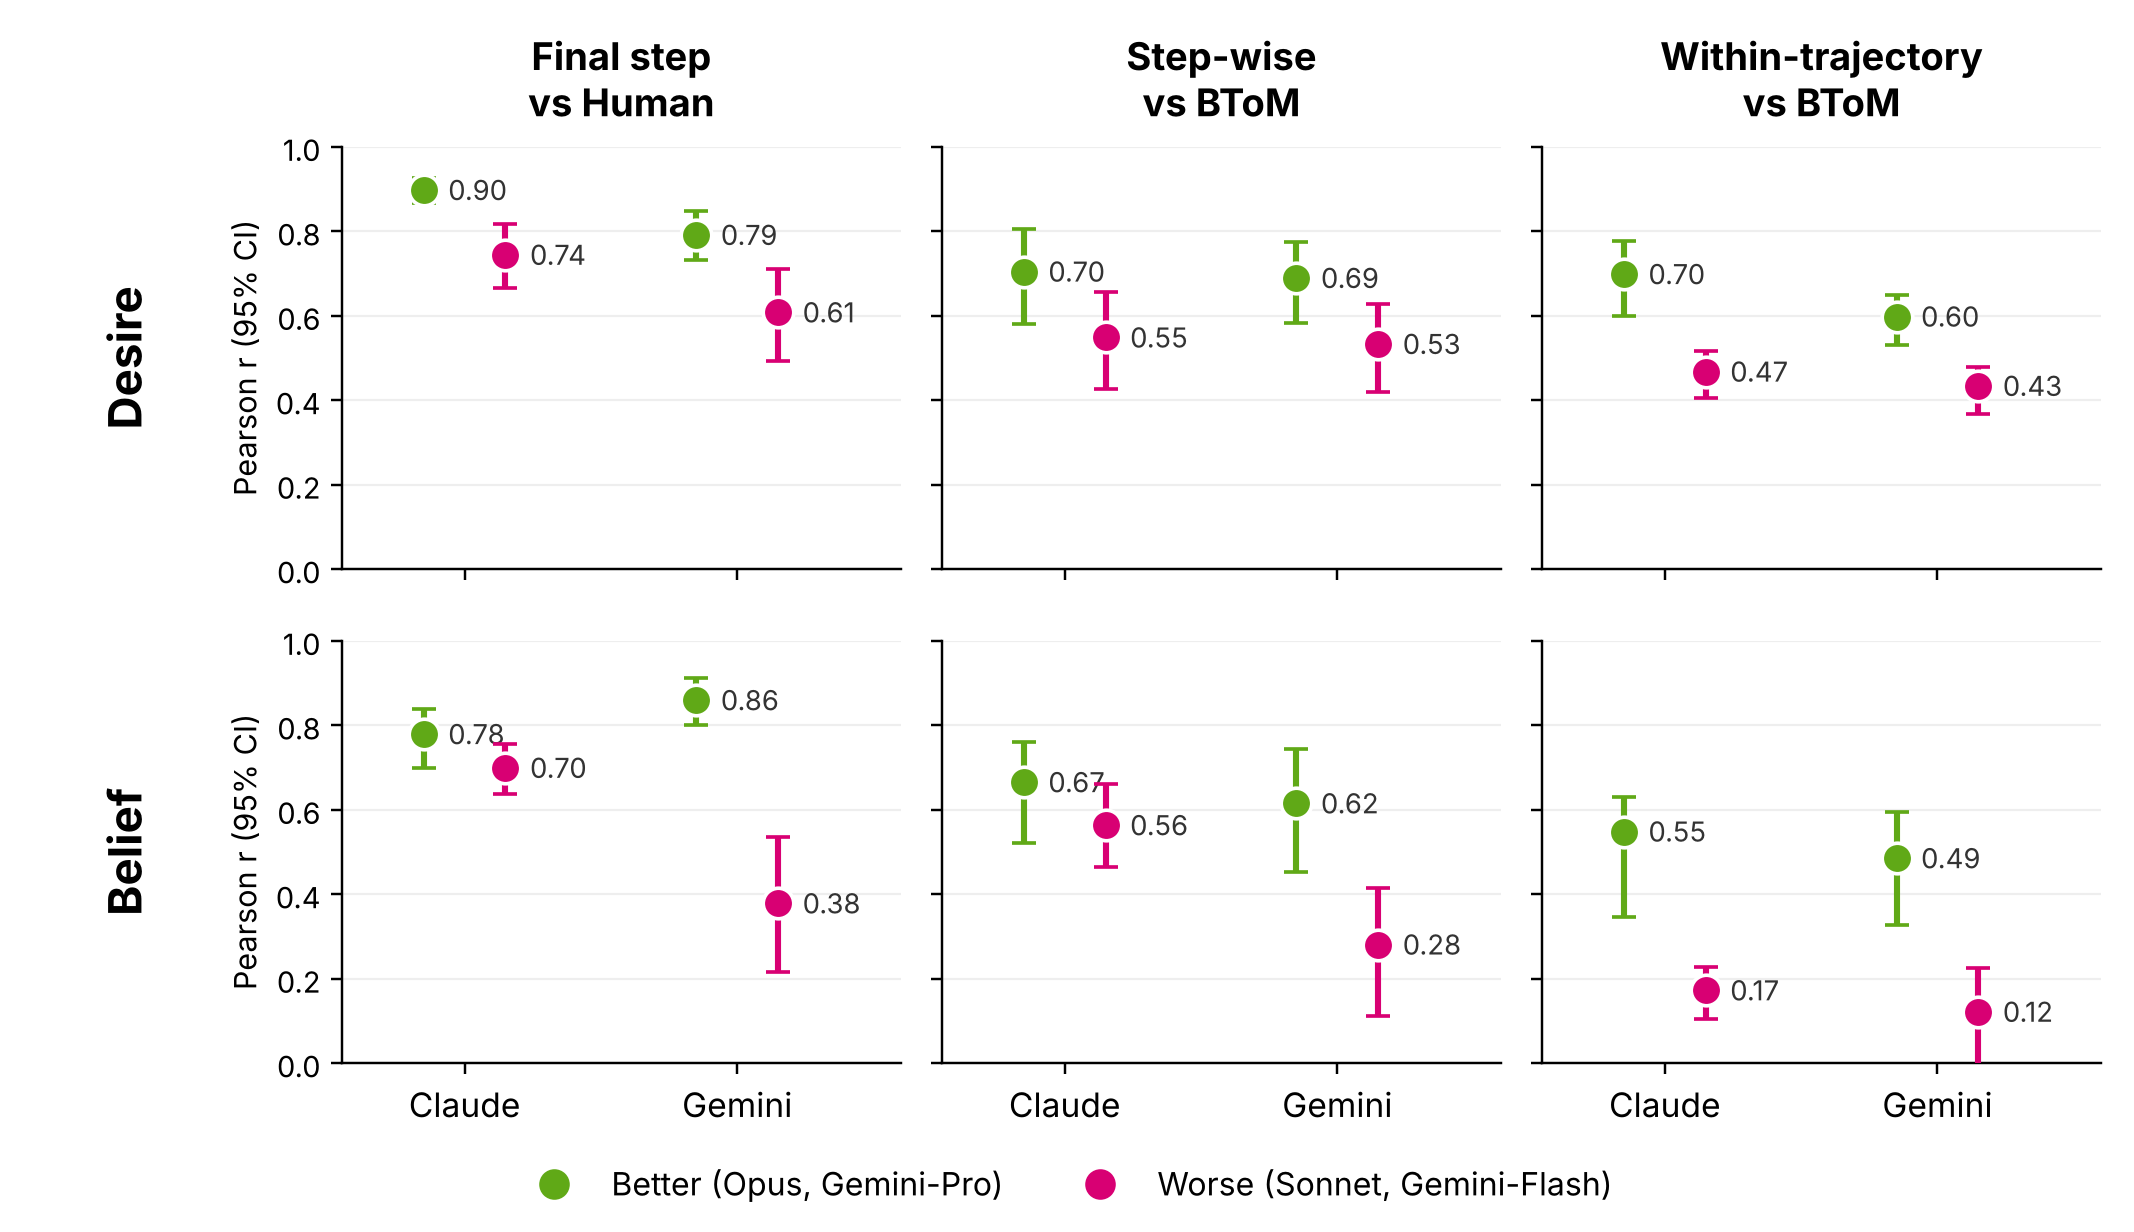 Final step
vs Human
Step-wise
vs BToM
Within-trajectory
vs BToM
Desire
Pearson r (95% CI)
1.0
0.8
0.6
0.4
0.2
0.0
0.90
0.74
0.79
0.61
0.70
0.55
0.69
0.53
0.70
0.47
0.60
0.43
Belief
Pearson r (95% CI)
1.0
0.8
0.6
0.4
0.2
0.0
0.78
0.70
0.86
0.38
0.67
0.56
0.62
0.28
0.55
0.17
0.49
0.12
Claude Gemini
Claude Gemini
Claude Gemini
Better (Opus, Gemini-Pro)
Worse (Sonnet, Gemini-Flash)